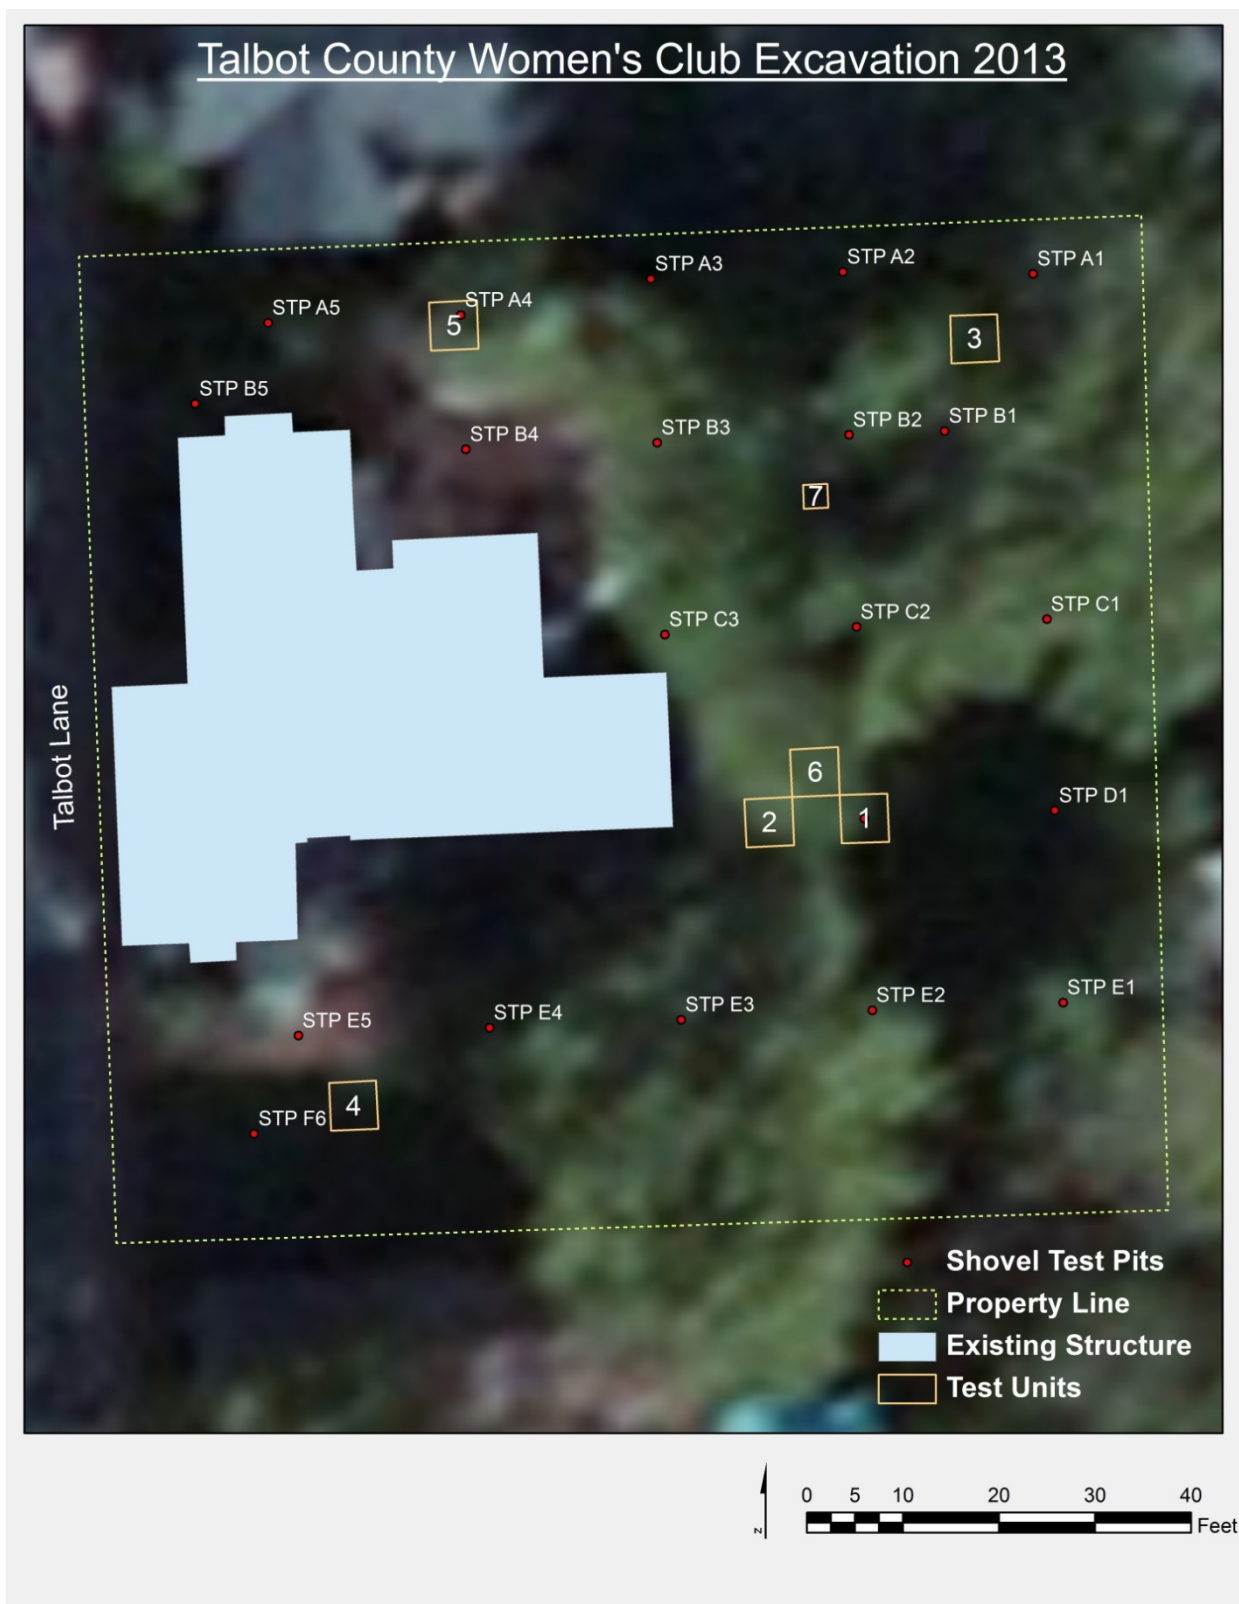 Talbot County Women's Club Excavation 2013
STP A3
STP A2
STP A1
STP A5
STP A4
5
3
STP B5
STP B4
STP B3
STP B2
STP B1
7
STP C3
STP C2
STP C1
Talbot Lane
6
2
1
STP D1
STP E5
STP E4
STP E3
STP E2
STP E1
STP F6
4
Shovel Test Pits
Property Line
Existing Structure
Test Units
N
0 5 10 20 30 40
Feet